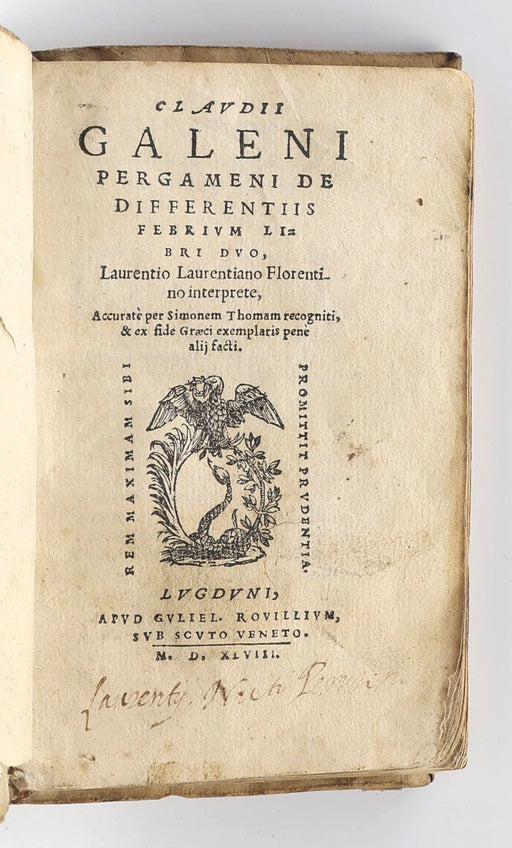 CLAVDII
GALENI
PERGAMENI DE
DIFFERENTIIS
FEBRIVM LI=
BRI DVO,
Laurentio Laurentiano Florenti-
no interprete,
Accuratè per Simonem Thomam recogniti,
& ex fide Græci exemplaris penè
alij facti.
REM MAXIMAM SIBI
PROMITTIT PRVDENTIA.
LVGDVNI,
APVD GVLIEL. ROVILLIVM,
SVB SCVTO VENETO.
M. D. XLVIII.
Laurentij